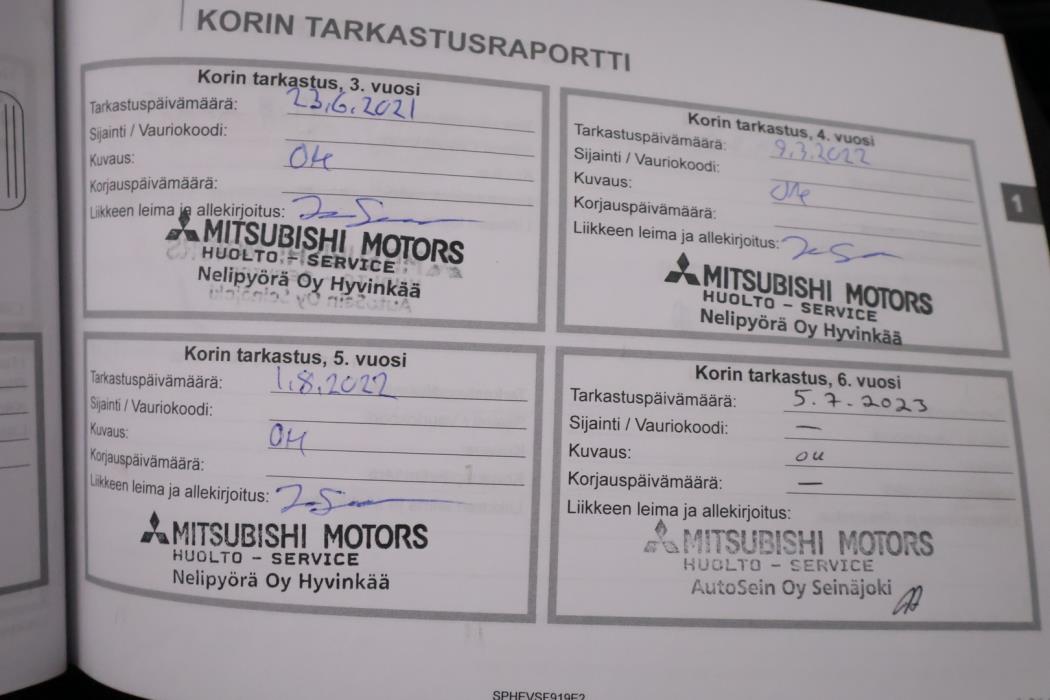 KORIN TARKASTUSRAPORTTI
Korin tarkastus, 3. vuosi
Tarkastuspäivämäärä: 23.6.2021
Sijainti / Vauriokoodi:
Kuvaus: OK
Korjauspäivämäärä:
Liikkeen leima ja allekirjoitus:
MITSUBISHI MOTORS
HUOLTO - SERVICE
Nelipyörä Oy Hyvinkää
Korin tarkastus, 4. vuosi
Tarkastuspäivämäärä: 9.3.2022
Sijainti / Vauriokoodi:
Kuvaus: OK
Korjauspäivämäärä:
Liikkeen leima ja allekirjoitus:
MITSUBISHI MOTORS
HUOLTO - SERVICE
Nelipyörä Oy Hyvinkää
1
Korin tarkastus, 5. vuosi
Tarkastuspäivämäärä: 1.8.2022
Sijainti / Vauriokoodi:
Kuvaus: OK
Korjauspäivämäärä:
Liikkeen leima ja allekirjoitus:
MITSUBISHI MOTORS
HUOLTO - SERVICE
Nelipyörä Oy Hyvinkää
Korin tarkastus, 6. vuosi
Tarkastuspäivämäärä: 5.7.2023
Sijainti / Vauriokoodi: —
Kuvaus: OK
Korjauspäivämäärä: —
Liikkeen leima ja allekirjoitus:
MITSUBISHI MOTORS
HUOLTO - SERVICE
AutoSein Oy Seinäjoki
SPHEVSE919E2